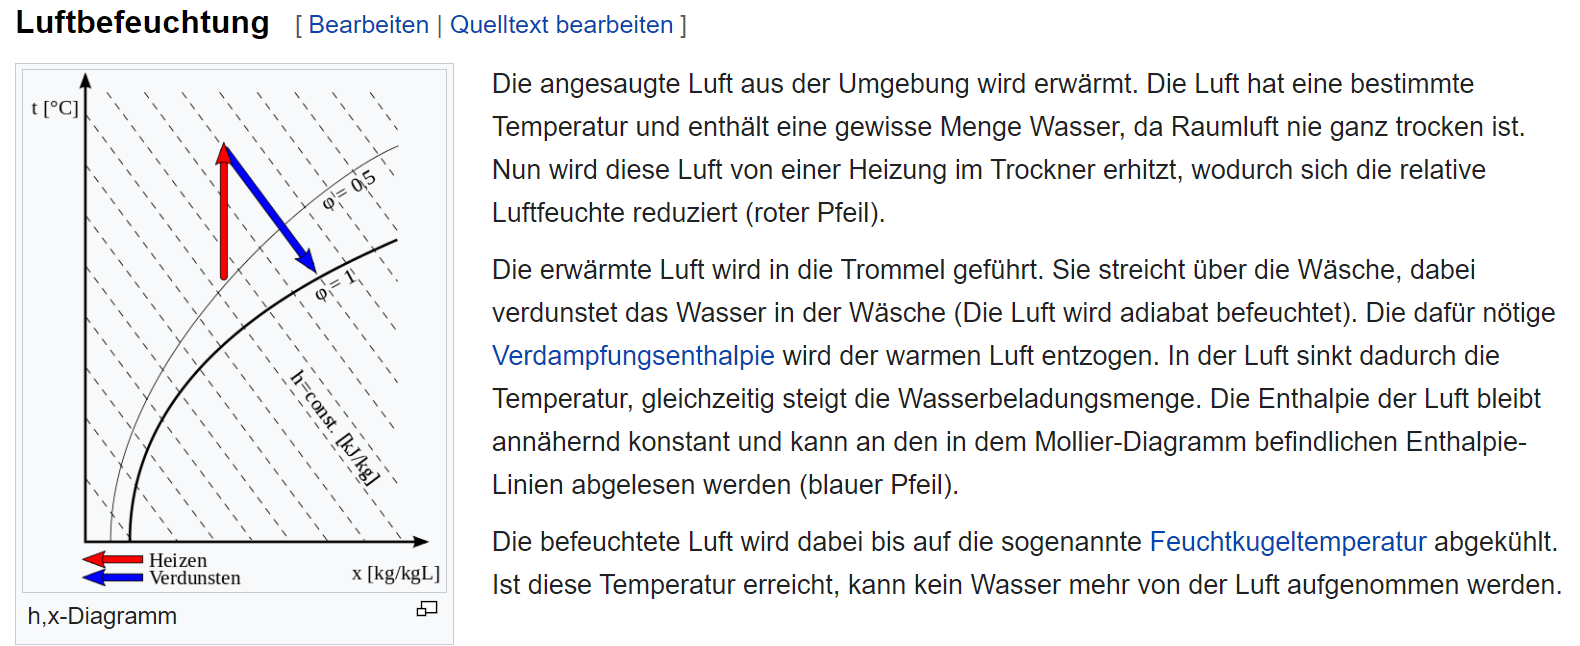 Luftbefeuchtung [ Bearbeiten | Quelltext bearbeiten ]
t [°C]
φ = 0,5
φ = 1
h=const. [kJ/kg]
Heizen
Verdunsten
x [kg/kgL]
h,x-Diagramm
Die angesaugte Luft aus der Umgebung wird erwärmt. Die Luft hat eine bestimmte
Temperatur und enthält eine gewisse Menge Wasser, da Raumluft nie ganz trocken ist.
Nun wird diese Luft von einer Heizung im Trockner erhitzt, wodurch sich die relative
Luftfeuchte reduziert (roter Pfeil).
Die erwärmte Luft wird in die Trommel geführt. Sie streicht über die Wäsche, dabei
verdunstet das Wasser in der Wäsche (Die Luft wird adiabat befeuchtet). Die dafür nötige
Verdampfungsenthalpie wird der warmen Luft entzogen. In der Luft sinkt dadurch die
Temperatur, gleichzeitig steigt die Wasserbeladungsmenge. Die Enthalpie der Luft bleibt
annähernd konstant und kann an den in dem Mollier-Diagramm befindlichen Enthalpie-
Linien abgelesen werden (blauer Pfeil).
Die befeuchtete Luft wird dabei bis auf die sogenannte Feuchtkugeltemperatur abgekühlt.
Ist diese Temperatur erreicht, kann kein Wasser mehr von der Luft aufgenommen werden.